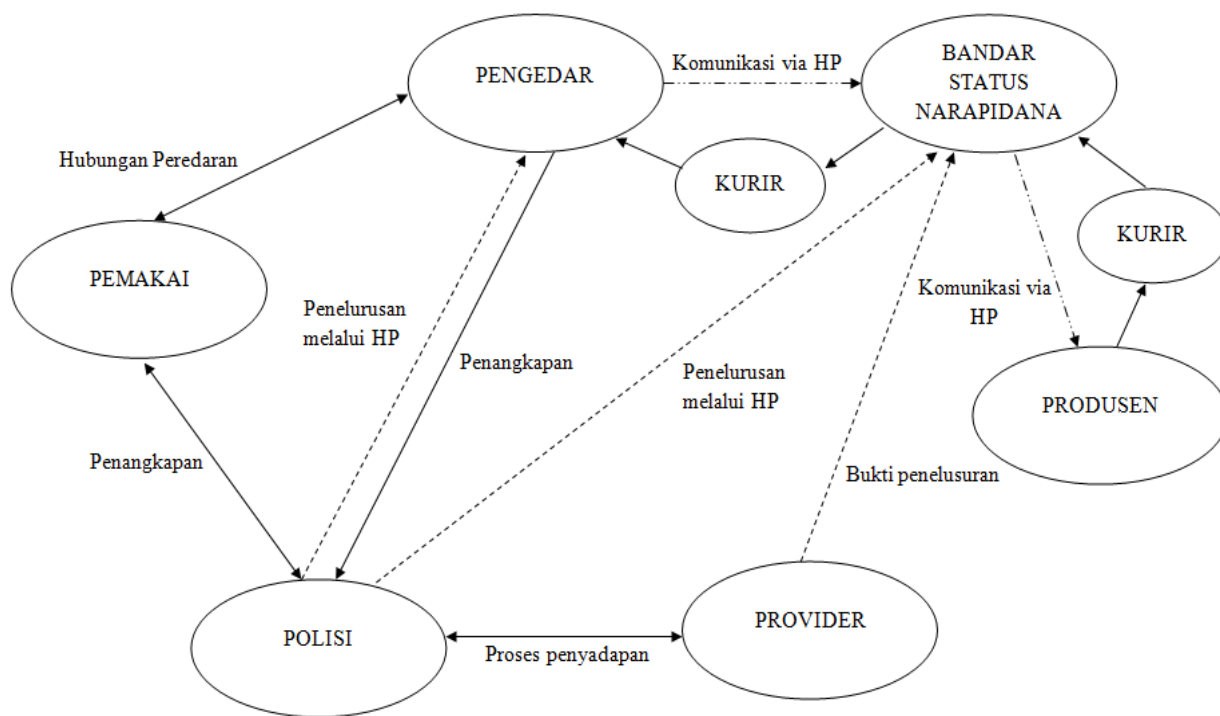 Komunikasi via HP
BANDAR
STATUS
NARAPIDANA
PENGEDAR
Hubungan Peredaran
KURIR
KURIR
PEMAKAI
Penelurusan
melalui HP
Komunikasi via
HP
Penangkapan
Penelurusan
melalui HP
PRODUSEN
Penangkapan
Bukti penelusuran
PROVIDER
POLISI
Proses penyadapan